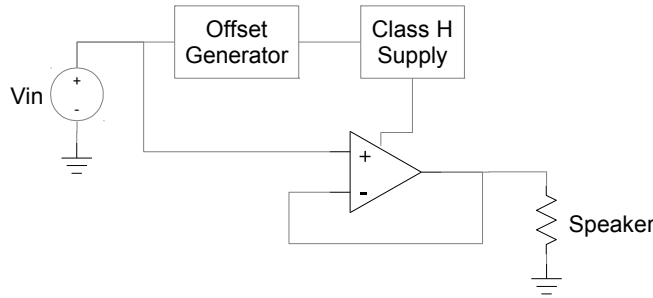 Offset
Generator
Class H
Supply
Vin
+
-
+
-
Speaker